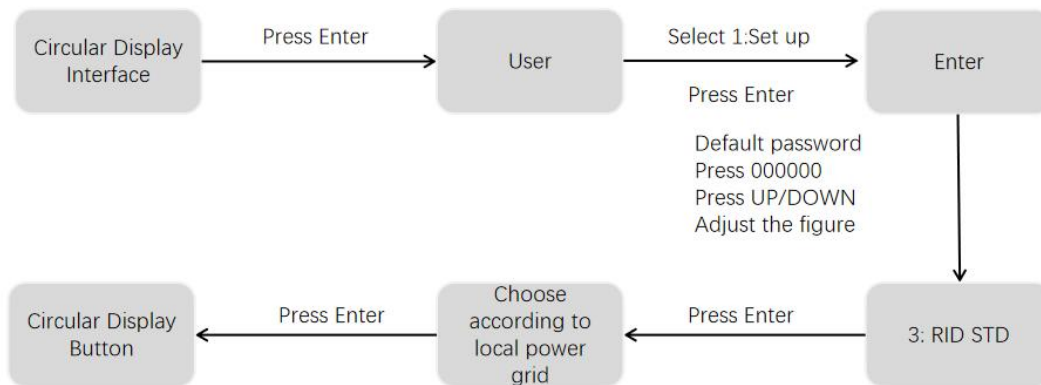 Circular Display
Interface
Press Enter
User
Select 1:Set up
Press Enter
Enter
Default password
Press 000000
Press UP/DOWN
Adjust the figure
Circular Display
Button
Press Enter
Choose
according to
local power
grid
Press Enter
3: RID STD